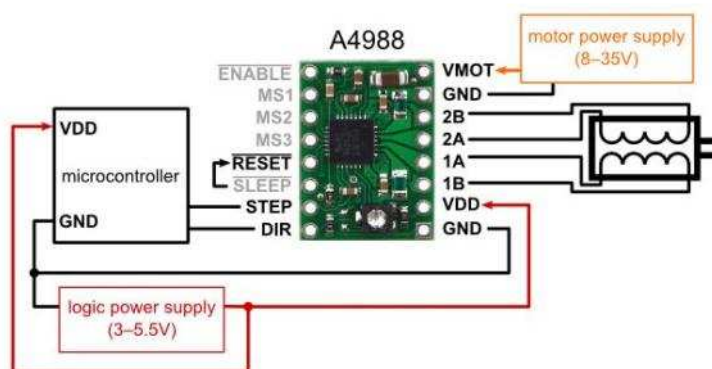 A4988
motor power supply
(8–35V)
ENABLE
VMOT
MS1
GND
MS2
2B
VDD
MS3
2A
microcontroller
RESET
1A
SLEEP
1B
GND
STEP
VDD
DIR
GND
logic power supply
(3–5.5V)